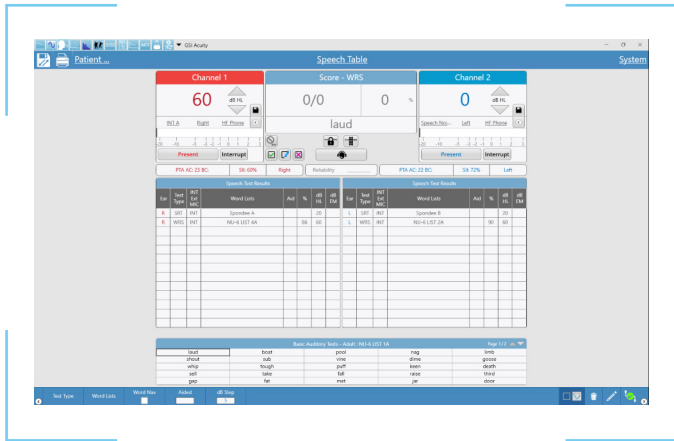 GSI Acuity
Patient ... Speech Table System
Channel 1 Score - WRS Channel 2
60 dB HL 0/0 0 % 0 dB HL
laud
INT A Right HF Phone Speech Noi... Left HF Phone
Present Interrupt Present Interrupt
PTA AC: 23 BC: SII: 60% Right Reliability PTA AC: 22 BC: SII: 72% Left
Speech Test Results Speech Test Results
Ear Test Type INT Ext MIC Word Lists Aid % dB HL dB EM Ear Test Type INT Ext MIC Word Lists Aid % dB HL dB EM
R SRT INT Spondee A 20 L SRT INT Spondee B 20
R WRS INT NU-6 LIST 4A 60 L WRS INT NU-6 LIST 2A 90 60
Basic Auditory Tests - Adult : NU-6 LIST 1A Page 1/2
laud boat pool nag limb
shout sub vine dime goose
whip tough puff keen death
sell take fall raise third
gap fat met jar door
Test Type Word Lists Word Nav Aided dB Step
5